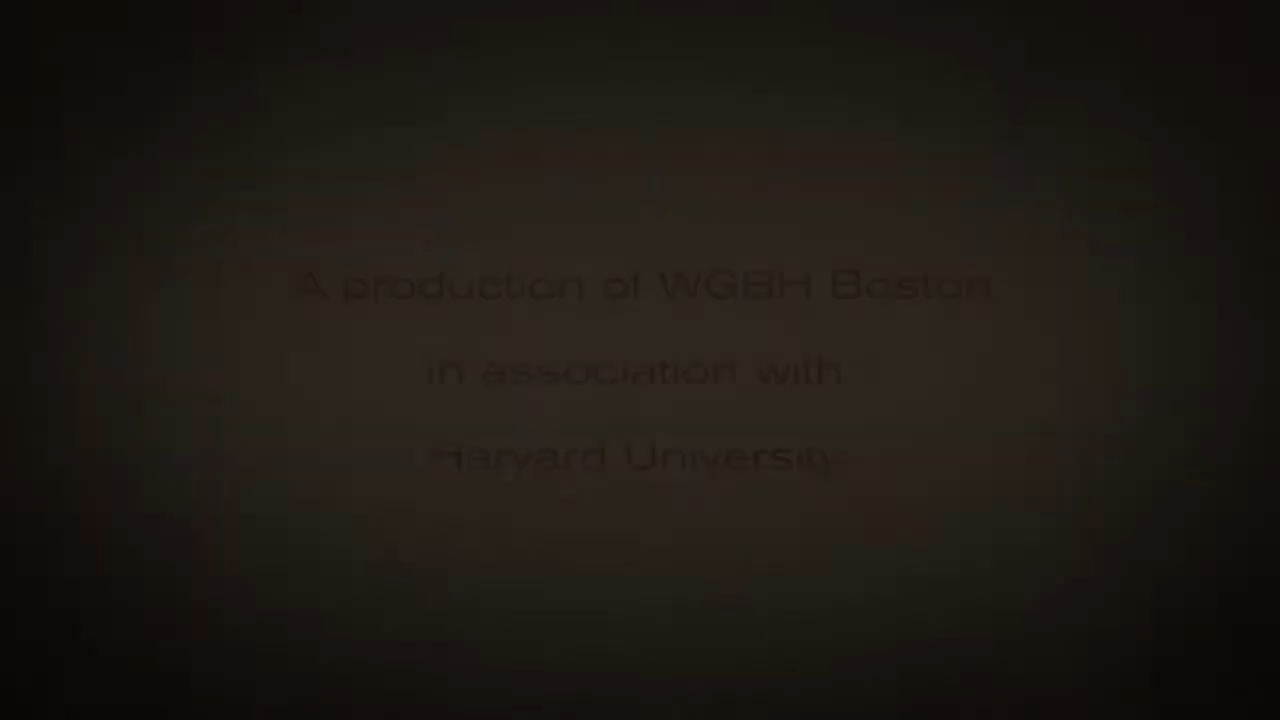 A production of WGBH Boston
in association with
Harvard University